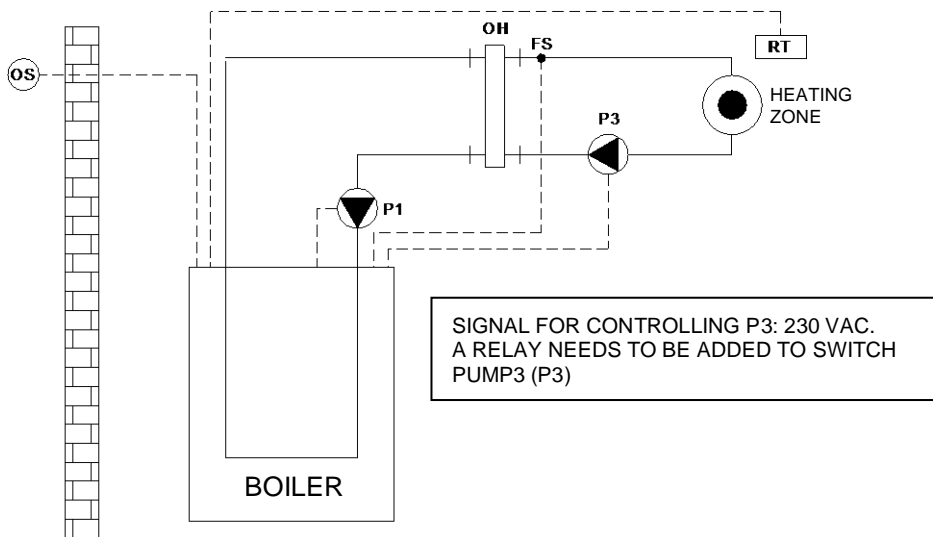 OH
RT
FS
OS
HEATING
ZONE
P3
P1
SIGNAL FOR CONTROLLING P3: 230 VAC.
A RELAY NEEDS TO BE ADDED TO SWITCH
PUMP3 (P3)
BOILER